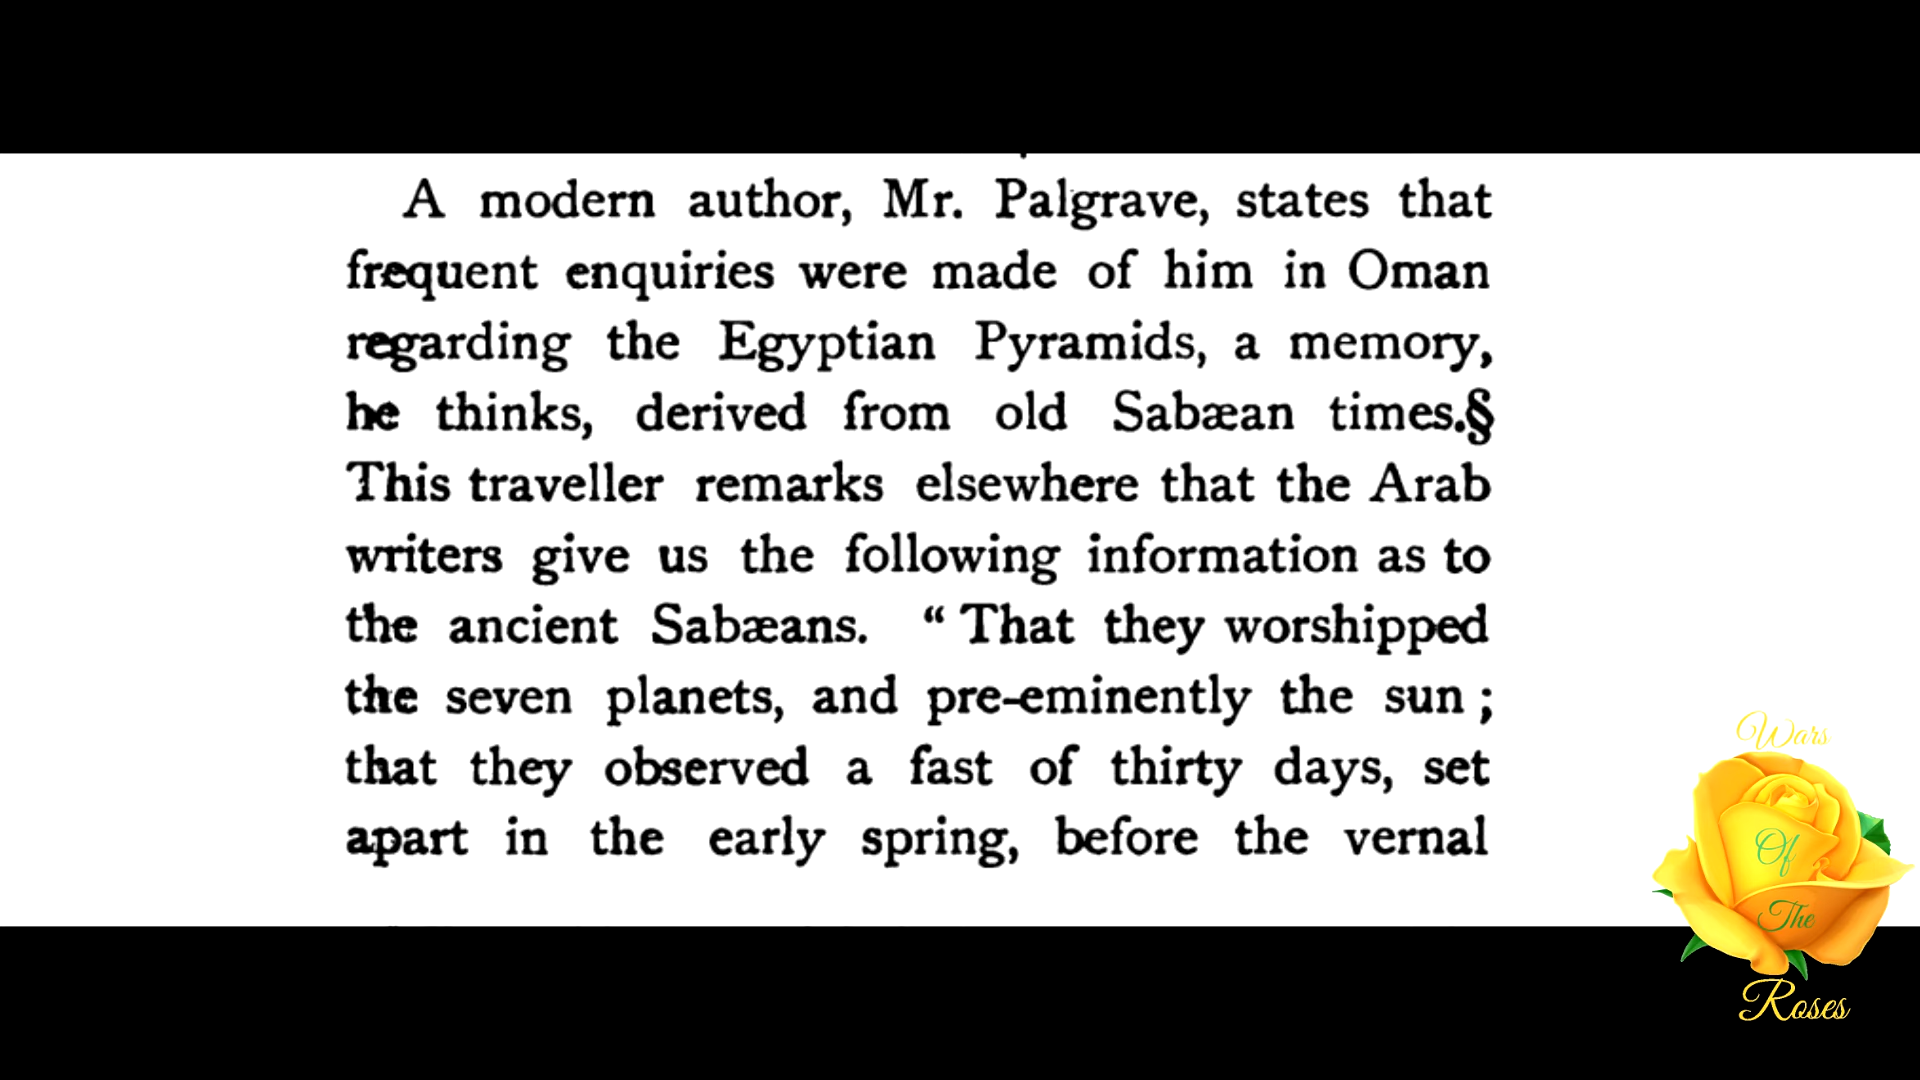 A modern author, Mr. Palgrave, states that
frequent enquiries were made of him in Oman
regarding the Egyptian Pyramids, a memory,
he thinks, derived from old Sabæan times.§
This traveller remarks elsewhere that the Arab
writers give us the following information as to
the ancient Sabæans. “That they worshipped
the seven planets, and pre-eminently the sun ;
that they observed a fast of thirty days, set
apart in the early spring, before the vernal
Wars
Of
The
Roses